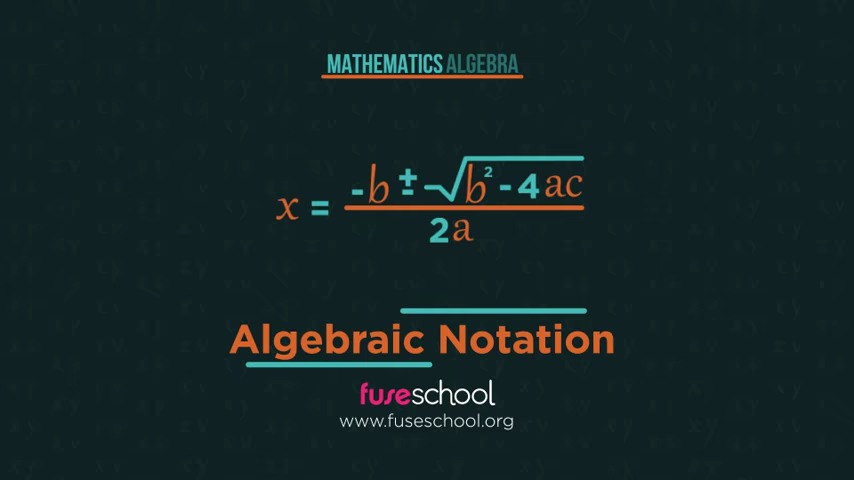 MATHEMATICS ALGEBRA
x = -b ± √b² - 4ac
2a
Algebraic Notation
fuseschool
www.fuseschool.org